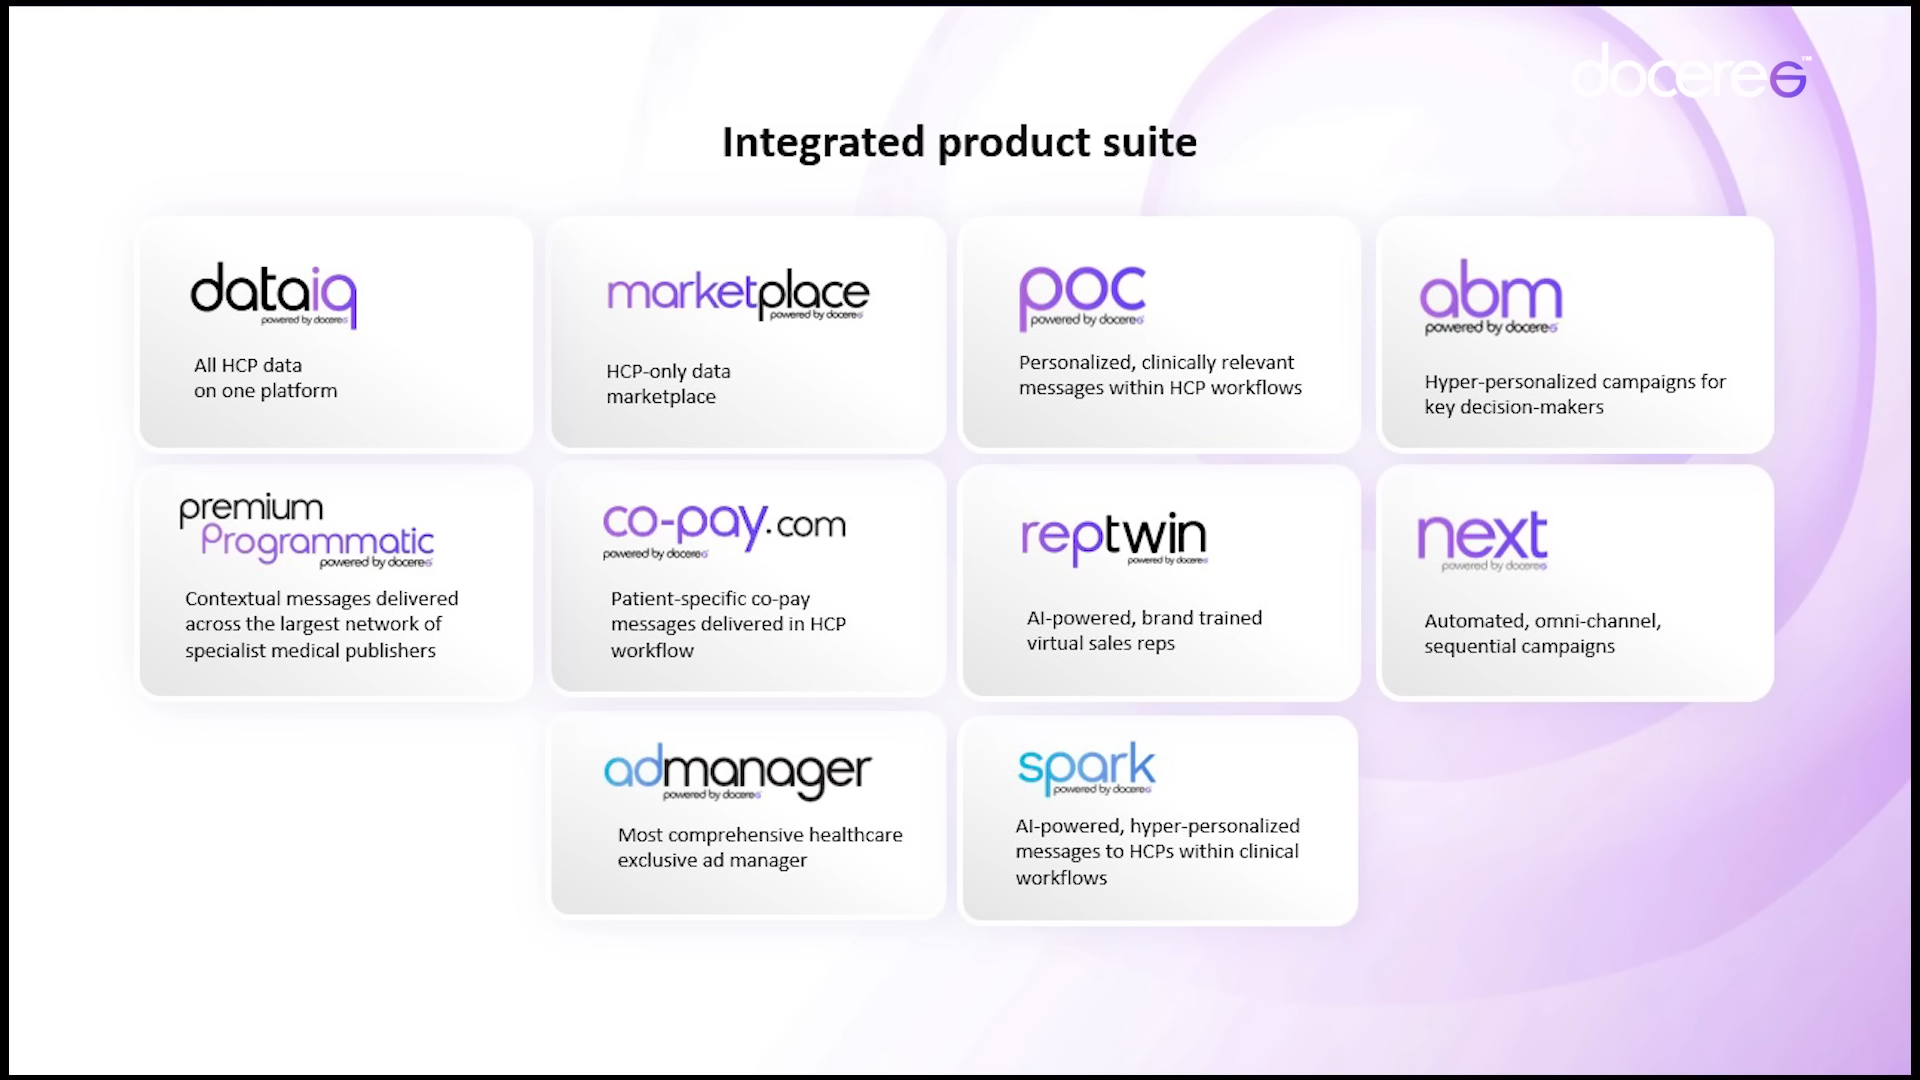 doceree™
Integrated product suite
dataiq
powered by doceree
All HCP data
on one platform
marketplace
powered by doceree
HCP-only data
marketplace
poc
powered by doceree
Personalized, clinically relevant
messages within HCP workflows
abm
powered by doceree
Hyper-personalized campaigns for
key decision-makers
premium
Programmatic
powered by doceree
Contextual messages delivered
across the largest network of
specialist medical publishers
co-pay.com
powered by doceree
Patient-specific co-pay
messages delivered in HCP
workflow
reptwin
powered by doceree
AI-powered, brand trained
virtual sales reps
next
powered by doceree
Automated, omni-channel,
sequential campaigns
admanager
powered by doceree
Most comprehensive healthcare
exclusive ad manager
spark
powered by doceree
AI-powered, hyper-personalized
messages to HCPs within clinical
workflows